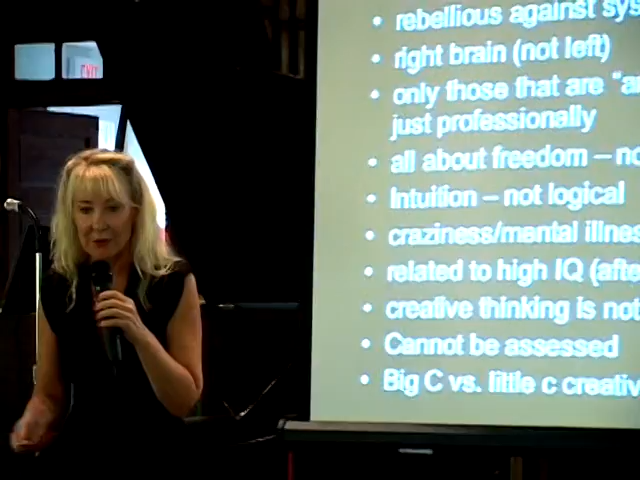 • rebellious against sys
• right brain (not left)
• only those that are "ar
just professionally
• all about freedom – no
• Intuition – not logical
• craziness/mental illnes
• related to high IQ (after
• creative thinking is not
• Cannot be assessed
• Big C vs. little c creativ
EXIT